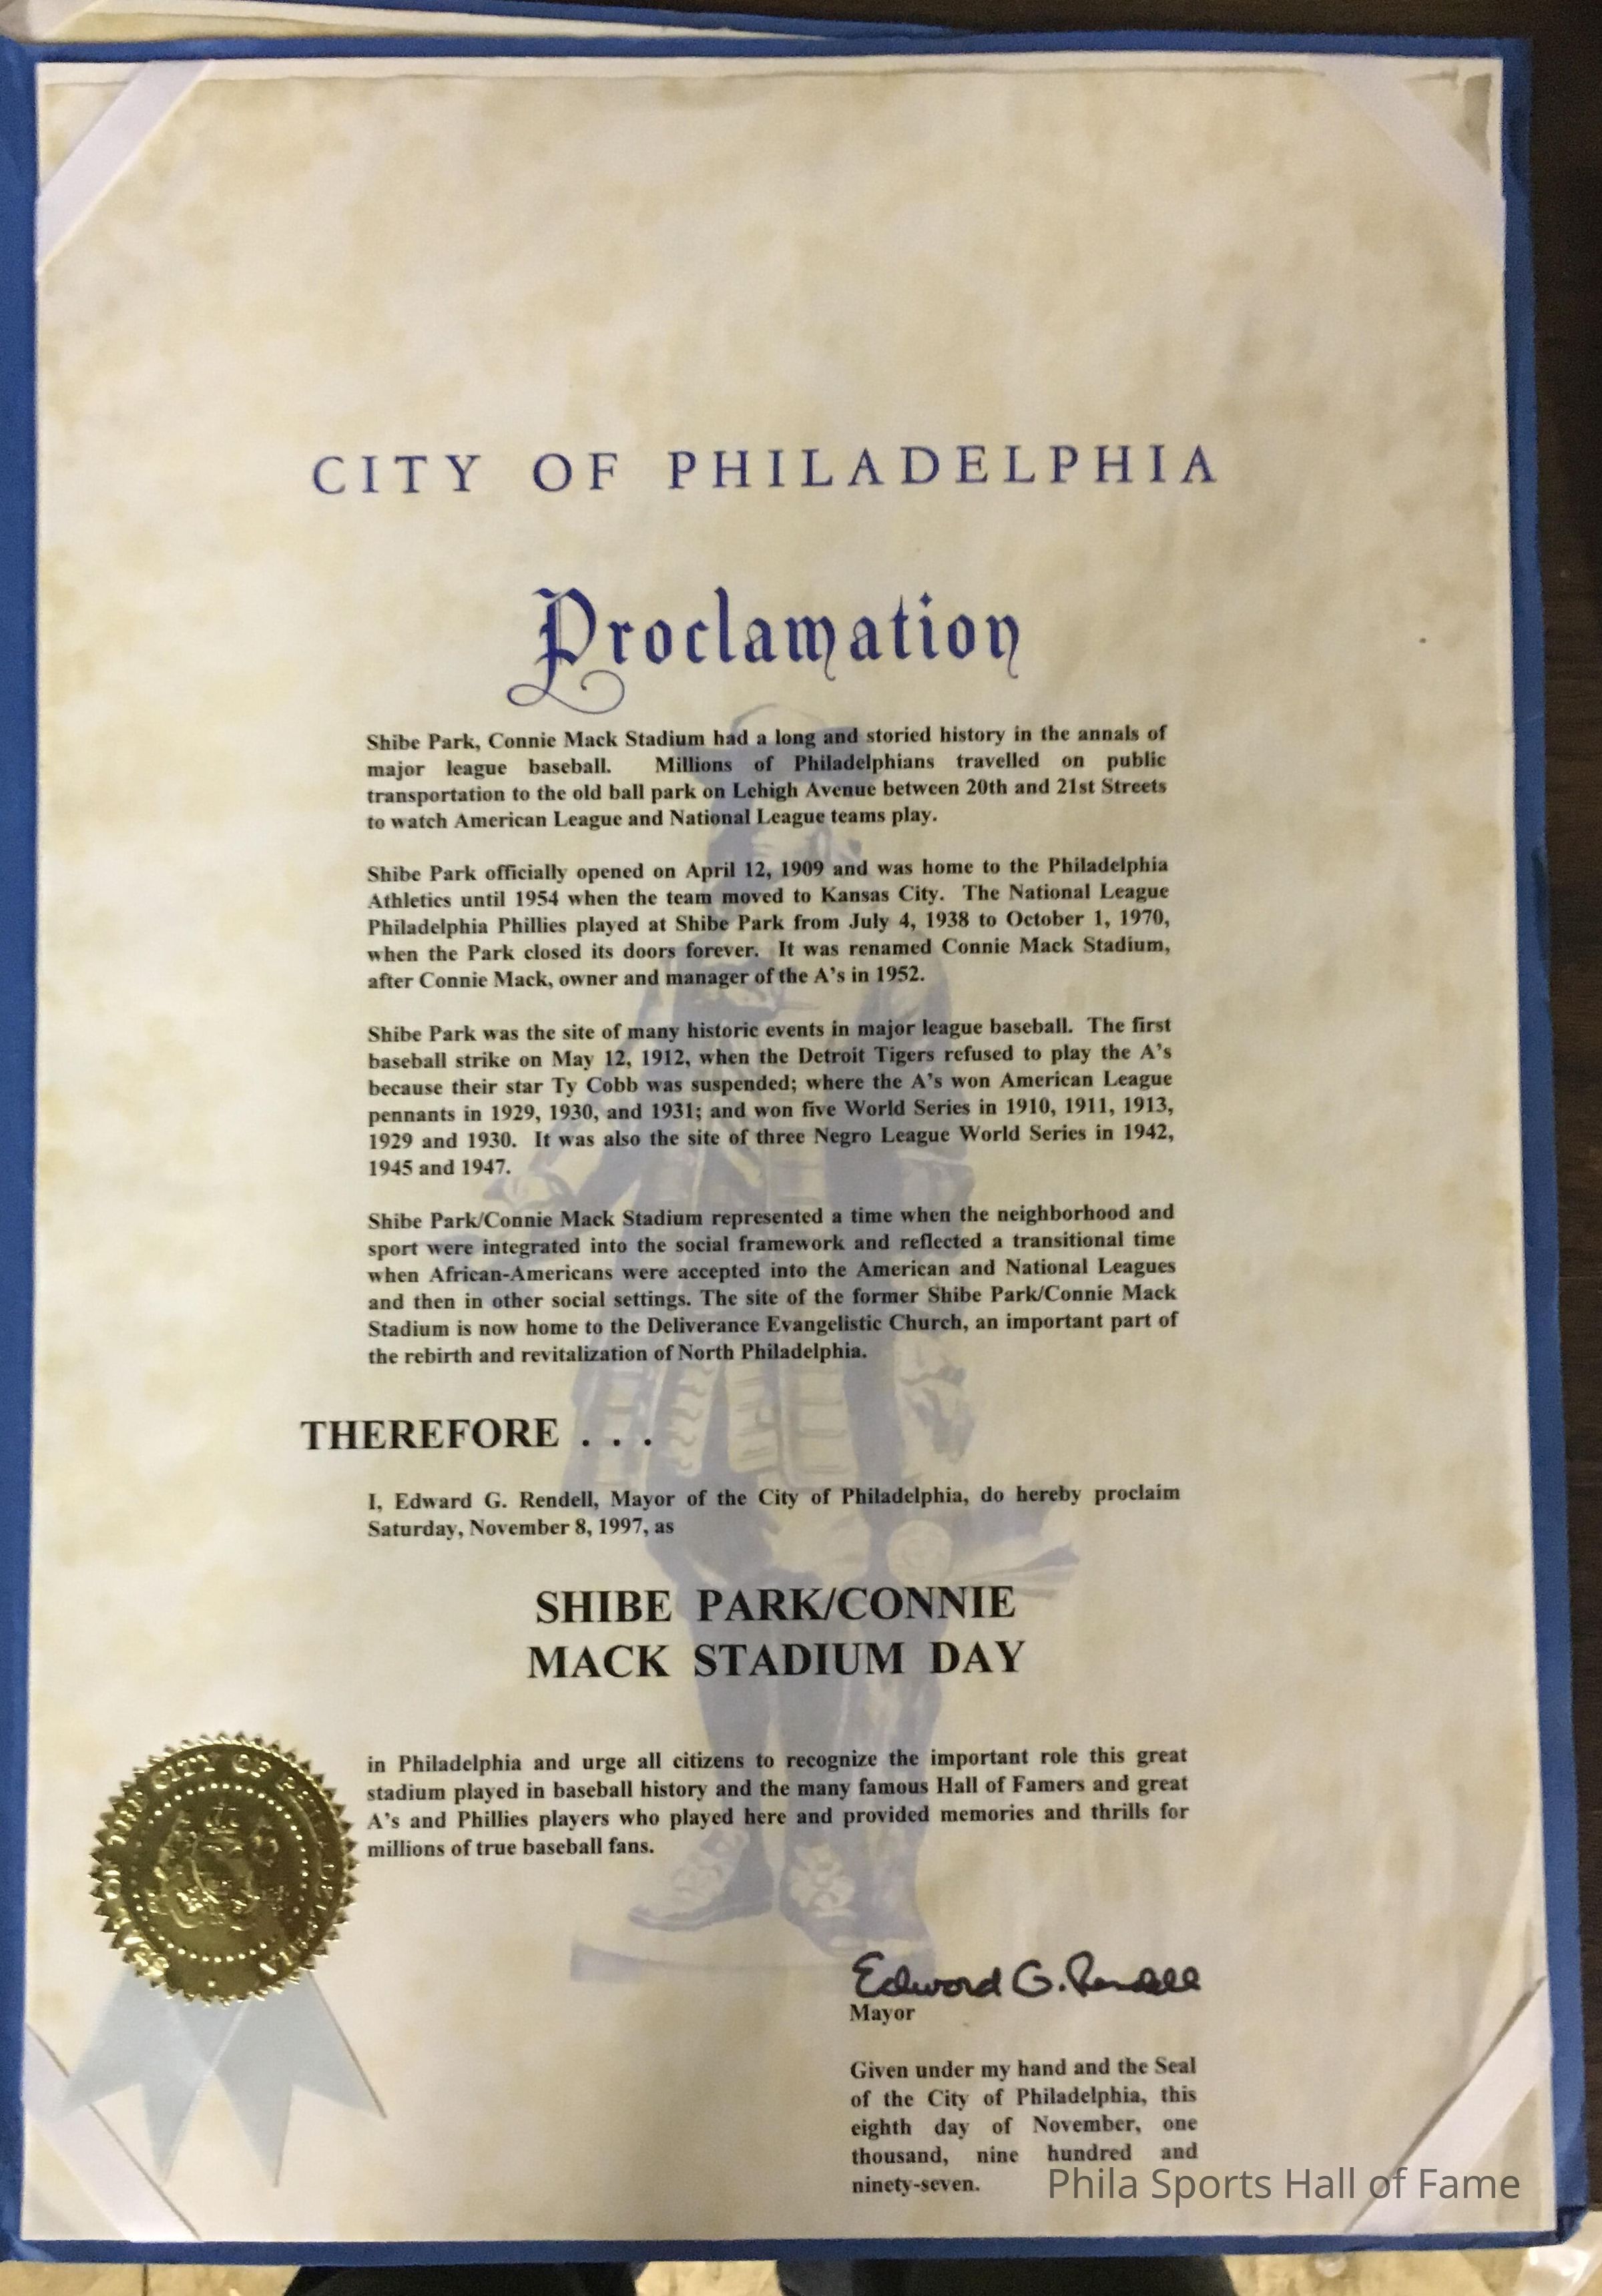 CITY OF PHILADELPHIA
Proclamation
Shibe Park, Connie Mack Stadium had a long and storied history in the annals of
major league baseball. Millions of Philadelphians travelled on public
transportation to the old ball park on Lehigh Avenue between 20th and 21st Streets
to watch American League and National League teams play.
Shibe Park officially opened on April 12, 1909 and was home to the Philadelphia
Athletics until 1954 when the team moved to Kansas City. The National League
Philadelphia Phillies played at Shibe Park from July 4, 1938 to October 1, 1970,
when the Park closed its doors forever. It was renamed Connie Mack Stadium,
after Connie Mack, owner and manager of the A's in 1952.
Shibe Park was the site of many historic events in major league baseball. The first
baseball strike on May 12, 1912, when the Detroit Tigers refused to play the A's
because their star Ty Cobb was suspended; where the A's won American League
pennants in 1929, 1930, and 1931; and won five World Series in 1910, 1911, 1913,
1929 and 1930. It was also the site of three Negro League World Series in 1942,
1945 and 1947.
Shibe Park/Connie Mack Stadium represented a time when the neighborhood and
sport were integrated into the social framework and reflected a transitional time
when African-Americans were accepted into the American and National Leagues
and then in other social settings. The site of the former Shibe Park/Connie Mack
Stadium is now home to the Deliverance Evangelistic Church, an important part of
the rebirth and revitalization of North Philadelphia.
THEREFORE . . .
I, Edward G. Rendell, Mayor of the City of Philadelphia, do hereby proclaim
Saturday, November 8, 1997, as
SHIBE PARK/CONNIE
MACK STADIUM DAY
in Philadelphia and urge all citizens to recognize the important role this great
stadium played in baseball history and the many famous Hall of Famers and great
A's and Phillies players who played here and provided memories and thrills for
millions of true baseball fans.
Edward G. Rendell
Mayor
Given under my hand and the Seal
of the City of Philadelphia, this
eighth day of November, one
thousand, nine hundred and
ninety-seven.
Phila Sports Hall of Fame